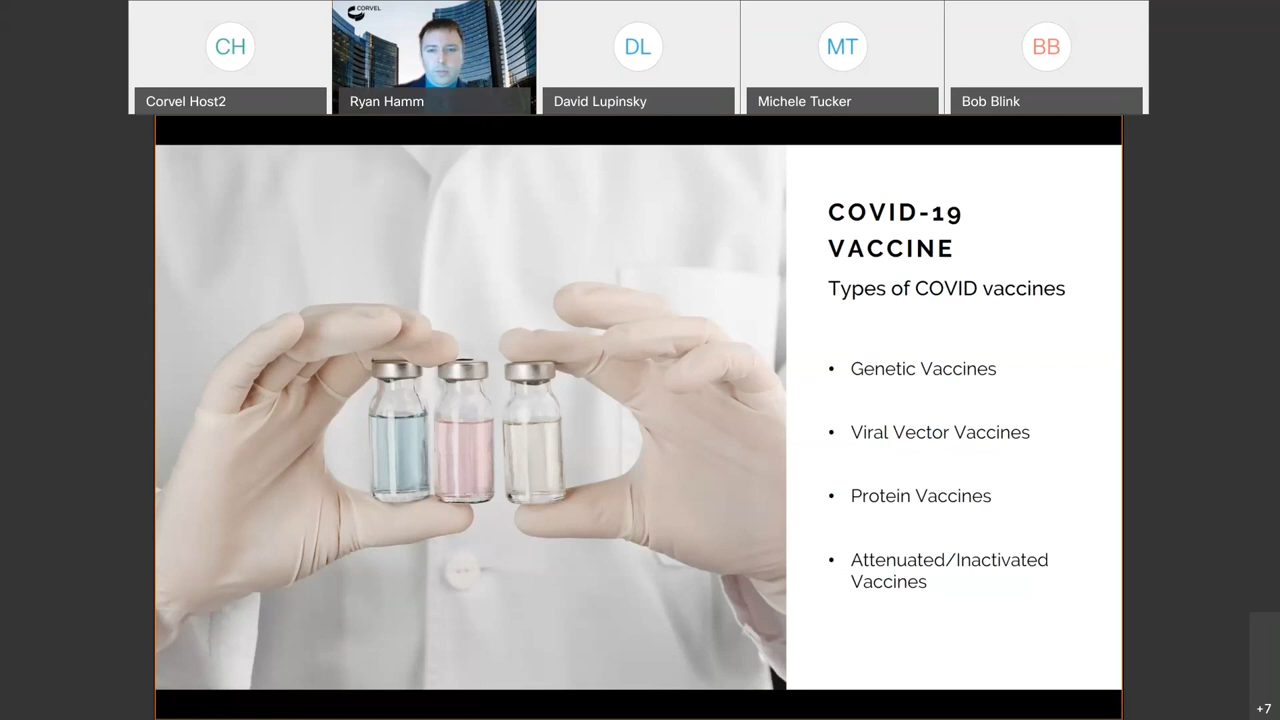 CH
CORVEL
DL
MT
BB
Corvel Host2
Ryan Hamm
David Lupinsky
Michele Tucker
Bob Blink
COVID-19
VACCINE
Types of COVID vaccines
• Genetic Vaccines
• Viral Vector Vaccines
• Protein Vaccines
• Attenuated/Inactivated
Vaccines
+7